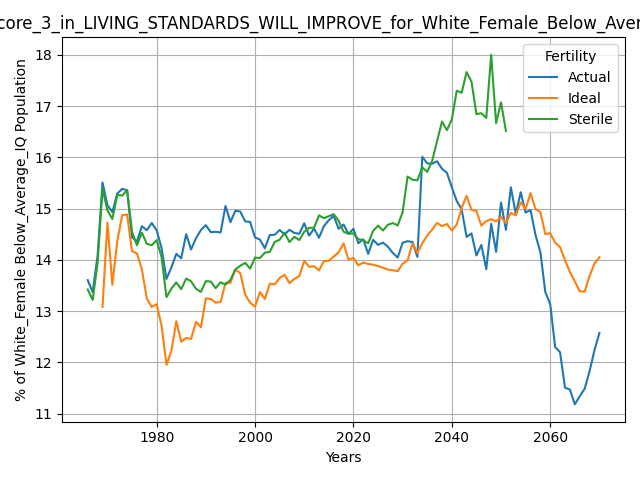 core_3_in_LIVING_STANDARDS_WILL_IMPROVE_for_White_Female_Below_Aver
Fertility
Actual
Ideal
Sterile
% of White_Female Below_Average_IQ Population
18
17
16
15
14
13
12
11
1980
2000
2020
2040
2060
Years